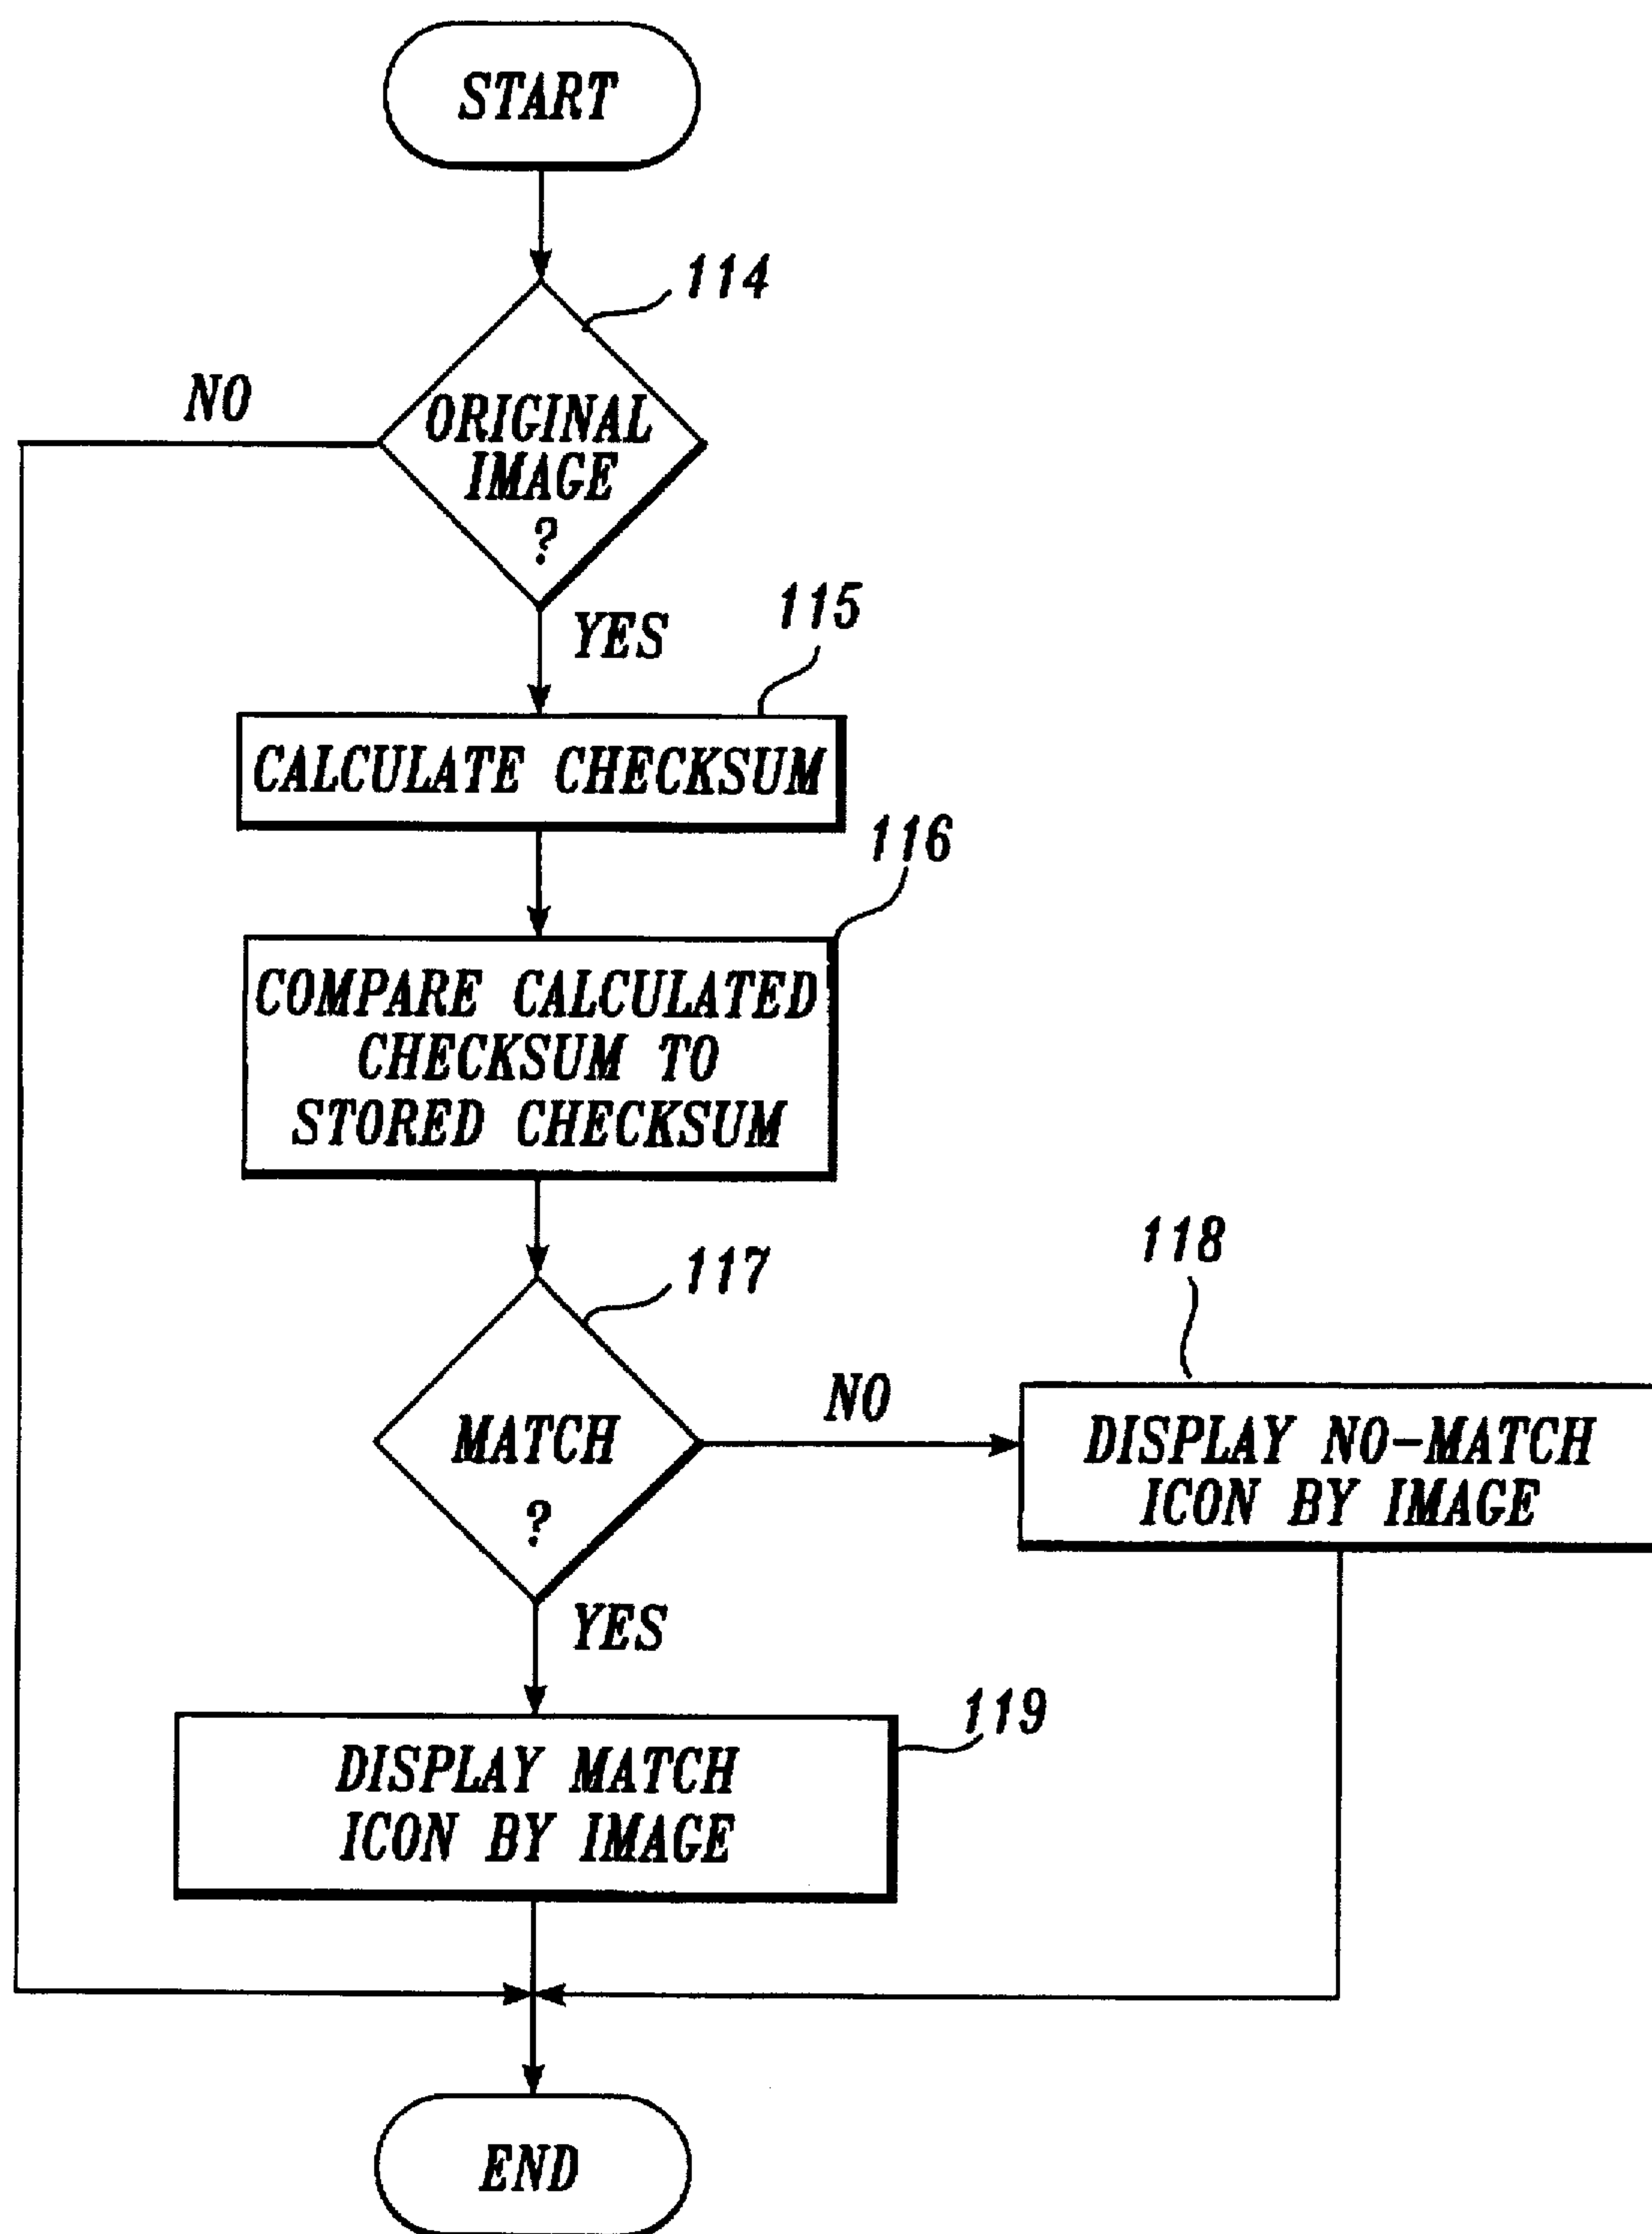 START
114
NO
ORIGINAL
IMAGE
?
YES
115
CALCULATE CHECKSUM
116
COMPARE CALCULATED
CHECKSUM TO
STORED CHECKSUM
117
118
MATCH
?
NO
DISPLAY NO-MATCH
ICON BY IMAGE
YES
119
DISPLAY MATCH
ICON BY IMAGE
END